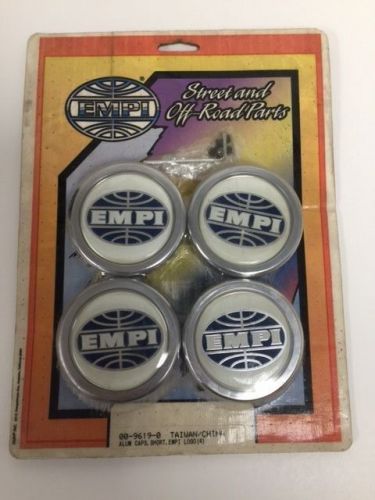 EMPI
®
Street and
Off-Road Parts
EMPI
EMPI
EMPI
EMPI
00-9619-0 TAIWAN/CHINA
ALUM CAPS, SHORT, EMPI LOGO(4)